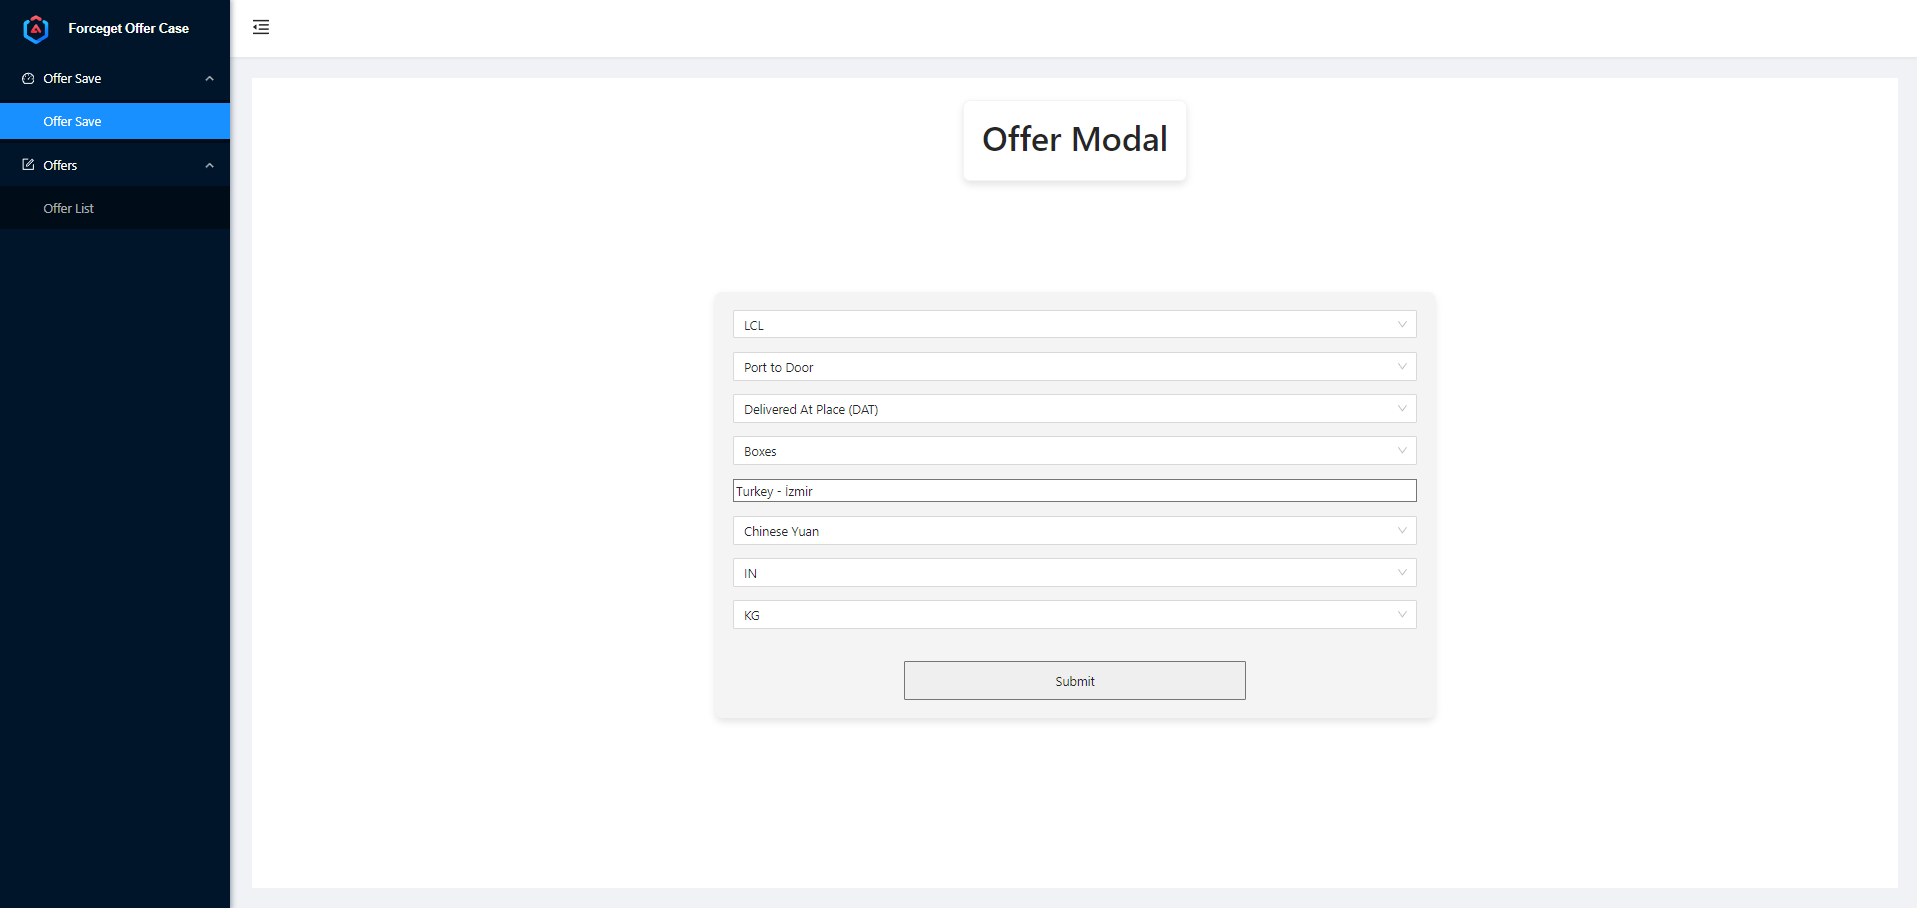 Forceget Offer Case
Offer Save
Offer Save
Offers
Offer List
Offer Modal
LCL
Port to Door
Delivered At Place (DAT)
Boxes
Turkey - İzmir
Chinese Yuan
IN
KG
Submit